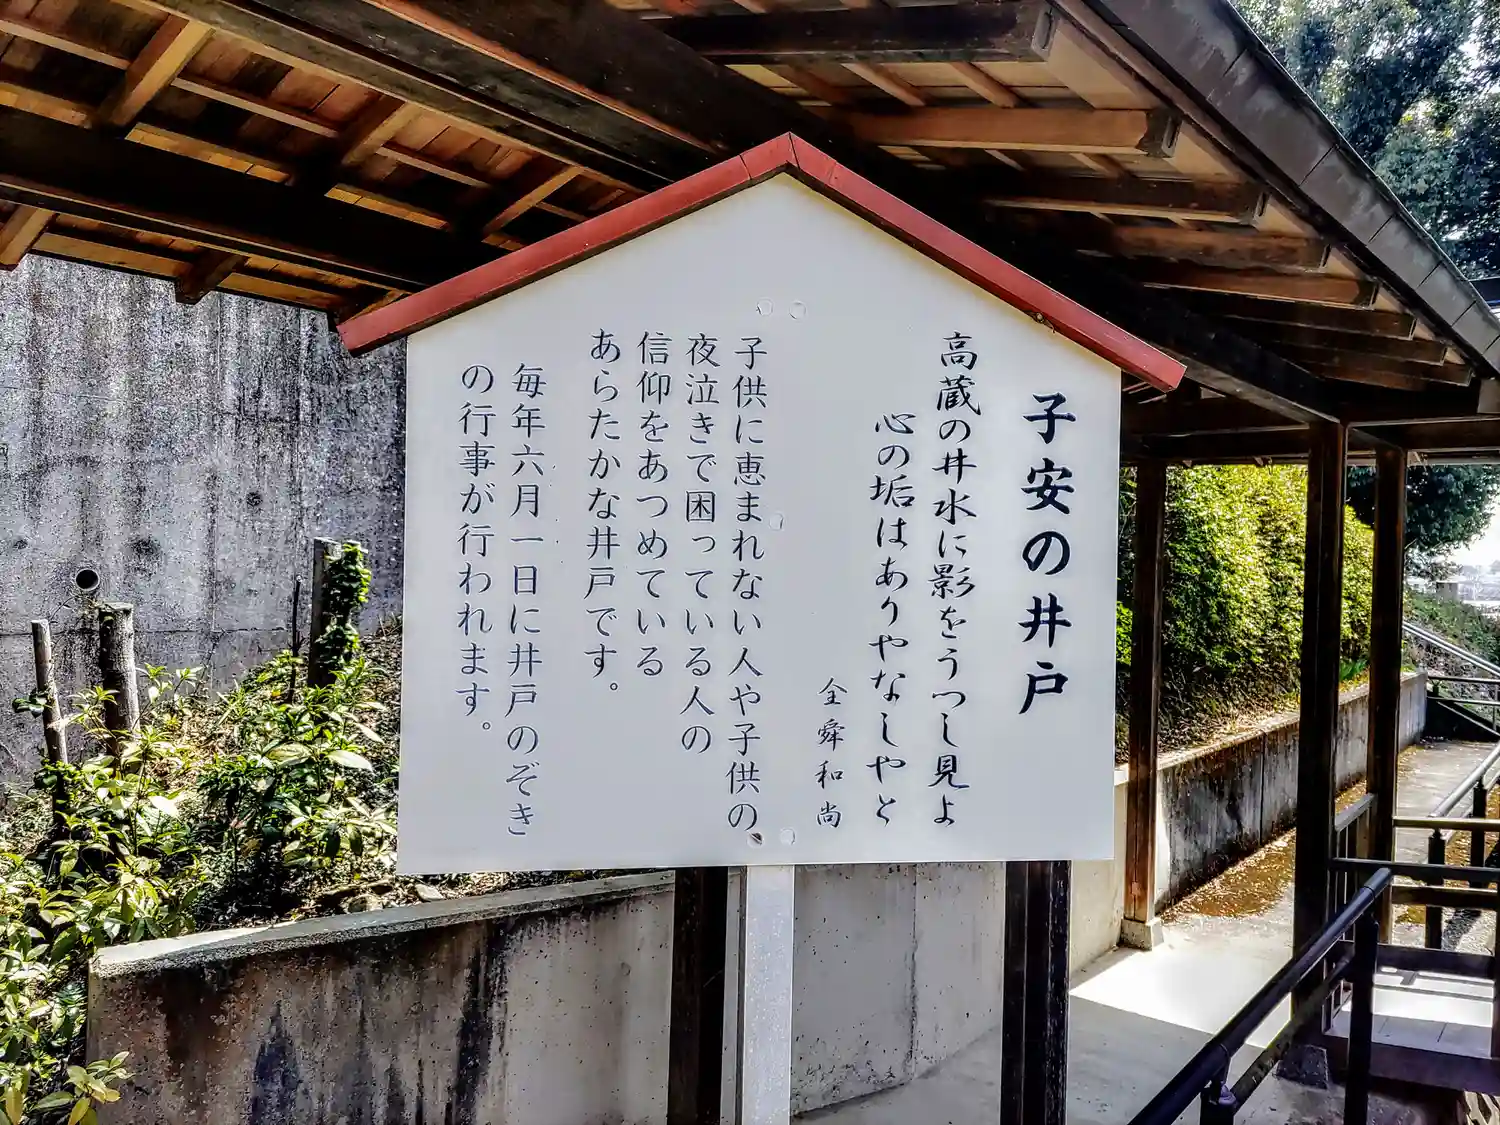 子安の井戸
高蔵の井水に影をうつし見よ
心の垢はありやなしやと
全舜和尚
子供に恵まれない人や子供の
夜泣きで困っている人の
信仰をあつめている
あらたかな井戸です。
毎年六月一日に井戸のぞき
の行事が行われます。